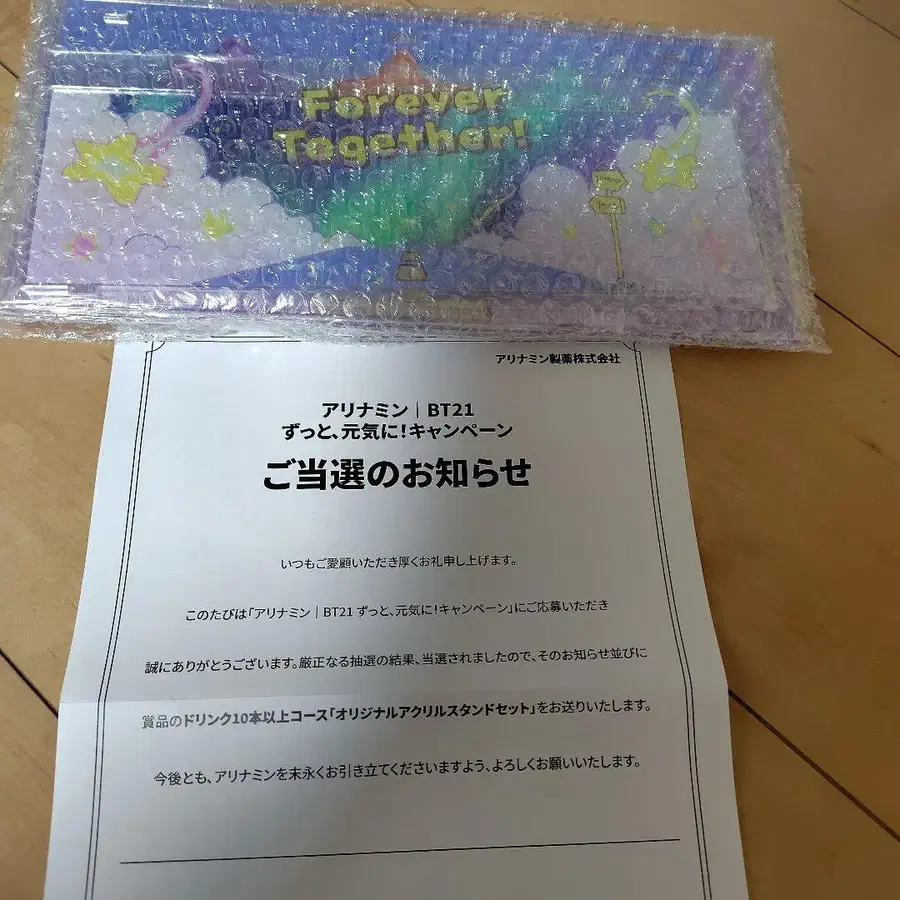 Forever
Together!
アリナミン製薬株式会社
アリナミン｜BT21
ずっと、元気に!キャンペーン
ご当選のお知らせ
いつもご愛顧いただき厚くお礼申し上げます。
このたびは「アリナミン｜BT21 ずっと、元気に!キャンペーン」にご応募いただき
誠にありがとうございます。厳正なる抽選の結果、当選されましたので、そのお知らせ並びに
賞品のドリンク10本以上コース「オリジナルアクリルスタンドセット」をお送りいたします。
今後とも、アリナミンを末永くお引き立てくださいますよう、よろしくお願いいたします。